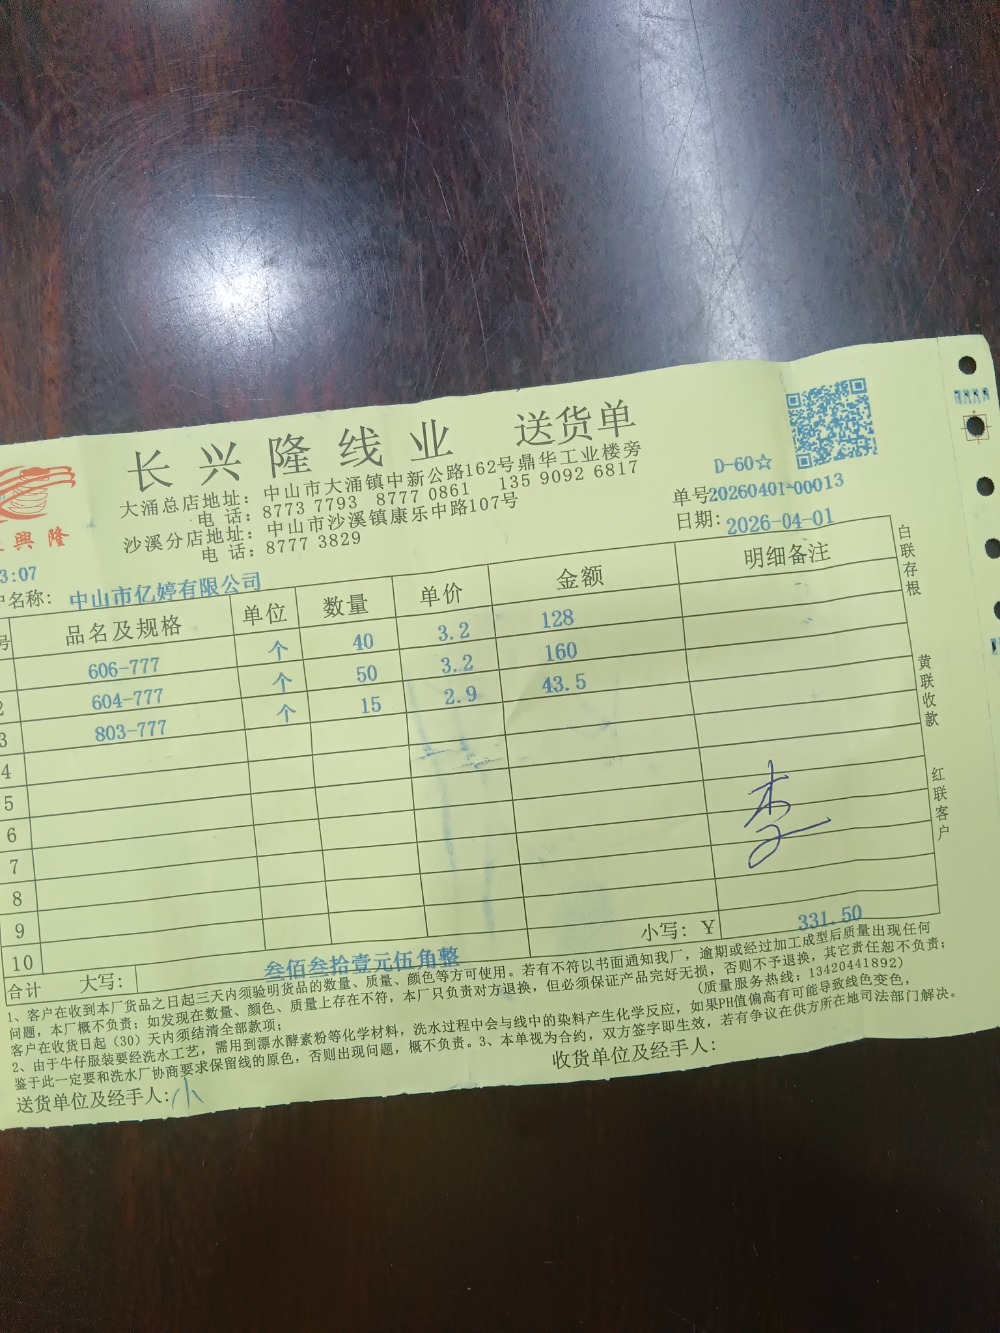 长兴隆线业 送货单
興隆
大涌总店地址：中山市大涌镇中新公路162号鼎华工业楼旁
电 话：8773 7793 8777 0861 135 9092 6817
沙溪分店地址：中山市沙溪镇康乐中路107号
电 话：8777 3829
D-60☆
单号20260401-00013
日期：2026-04-01
3:07
户名称：中山市亿婷有限公司
号 品名及规格 单位 数量 单价 金额 明细备注
606-777 个 40 3.2 128
2 604-777 个 50 3.2 160
3 803-777 个 15 2.9 43.5
4
5
6
7
8
9
10
李
合计 大写：叁佰叁拾壹元伍角整 小写：￥ 331.50
白联存根
黄联收款
红联客户
1、客户在收到本厂货品之日起三天内须验明货品的数量、质量、颜色等方可使用。若有不符以书面通知我厂，逾期或经过加工成型后质量出现任何
问题，本厂概不负责；如发现在数量、颜色、质量上存在不符，本厂只负责对方退换，但必须保证产品完好无损，否则不予退换，其它责任恕不负责；
客户在收货日起（30）天内须结清全部款项； （质量服务热线：13420441892）
2、由于牛仔服装要经洗水工艺，需用到漂水酵素粉等化学材料，洗水过程中会与线中的染料产生化学反应，如果PH值偏高有可能导致线色变色，
鉴于此一定要和洗水厂协商要求保留线的原色，否则出现问题，概不负责。3、本单视为合约，双方签字即生效，若有争议在供方所在地司法部门解决。
送货单位及经手人：小
收货单位及经手人：